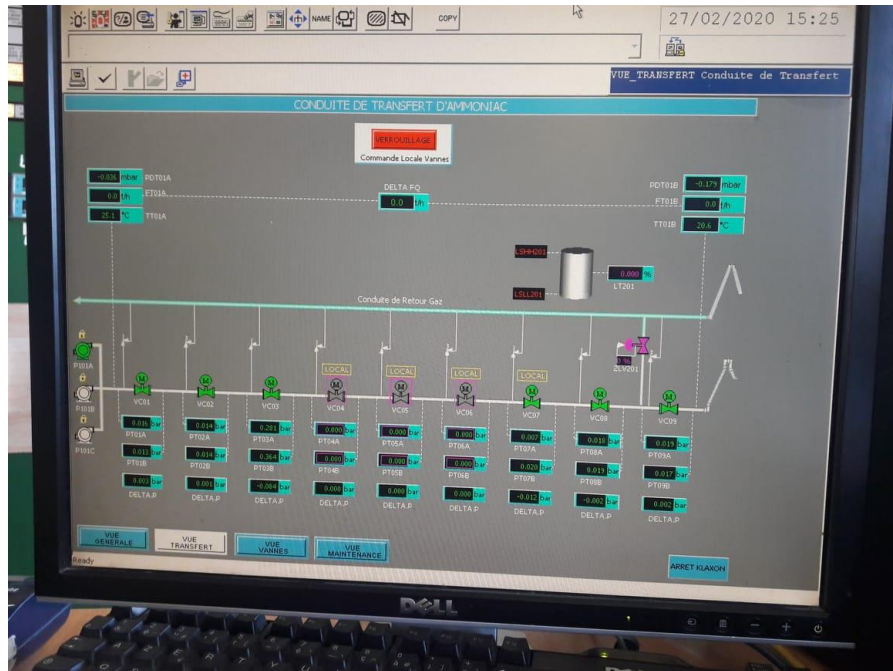 NAME
COPY
27/02/2020 15:25
VUE_TRANSFERT Conduite de Transfert
CONDUITE DE TRANSFERT D'AMMONIAC
VERROUILLAGE
Commande Locale Vannes
-0.036 mbar PDT01A
0.0 t/h FT01A
25.1 °C TT01A
DELTA.FQ
0.0 t/h
PDT01B -0.179 mbar
FT01B 0.0 t/h
TT01B 20.6 °C
LSHH201
0.000 %
LT201
LSLL201
Conduite de Retour Gaz
0 %
ZLV201
P101A
P101B
P101C
LOCAL LOCAL LOCAL LOCAL
M M M M M M M M M
VC01 VC02 VC03 VC04 VC05 VC06 VC07 VC08 VC09
0.016 bar 0.014 bar 0.281 bar 0.000 bar 0.000 bar 0.000 bar 0.007 bar 0.018 bar 0.019 bar
PT01A PT02A PT03A PT04A PT05A PT06A PT07A PT08A PT09A
0.013 bar 0.014 bar 0.364 bar 0.000 bar 0.000 bar 0.000 bar 0.020 bar 0.019 bar 0.017 bar
PT01B PT02B PT03B PT04B PT05B PT06B PT07B PT08B PT09B
0.003 bar 0.001 bar -0.084 bar 0.000 bar 0.000 bar 0.000 bar -0.012 bar -0.002 bar 0.002 bar
DELTA.P DELTA.P DELTA.P DELTA.P DELTA.P DELTA.P DELTA.P DELTA.P DELTA.P
VUE
GENERALE
VUE
TRANSFERT
VUE
VANNES
VUE
MAINTENANCE
ARRET KLAXON
Ready
DELL